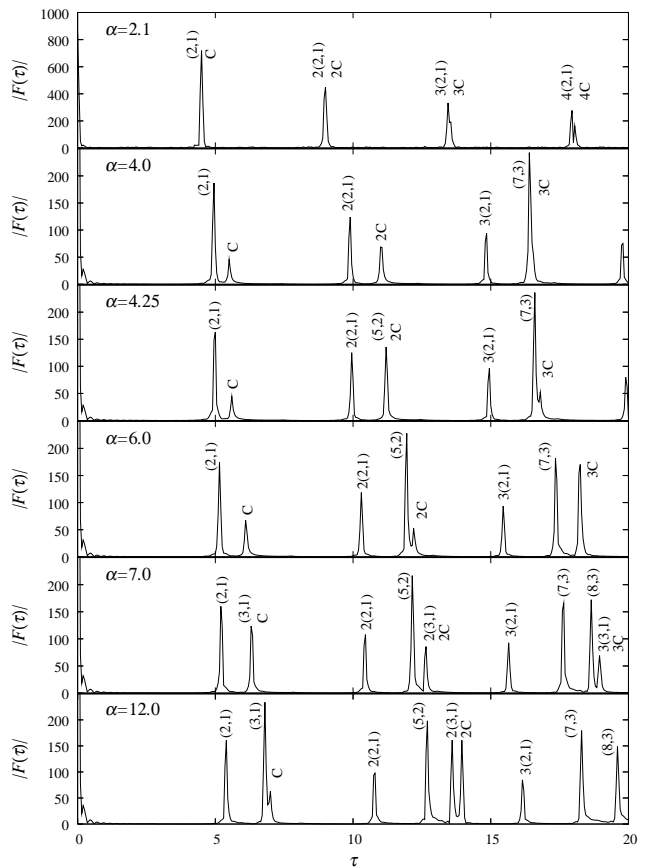 |F(τ)|
1000
800
600
400
200
0
α=2.1
(2,1)
C
2(2,1)
2C
3(2,1)
3C
4(2,1)
4C
|F(τ)|
200
150
100
50
0
α=4.0
(2,1)
C
2(2,1)
2C
3(2,1)
(7,3)
3C
|F(τ)|
200
150
100
50
0
α=4.25
(2,1)
C
2(2,1)
(5,2)
2C
3(2,1)
(7,3)
3C
|F(τ)|
200
150
100
50
0
α=6.0
(2,1)
C
2(2,1)
(5,2)
2C
3(2,1)
(7,3)
3C
|F(τ)|
200
150
100
50
0
α=7.0
(2,1)
(3,1)
C
2(2,1)
(5,2)
2(3,1)
2C
3(2,1)
(7,3)
(8,3)
3(3,1)
3C
|F(τ)|
200
150
100
50
0
α=12.0
(2,1)
(3,1)
C
2(2,1)
(5,2)
2(3,1)
2C
3(2,1)
(7,3)
(8,3)
0 5 10 15 20
τ